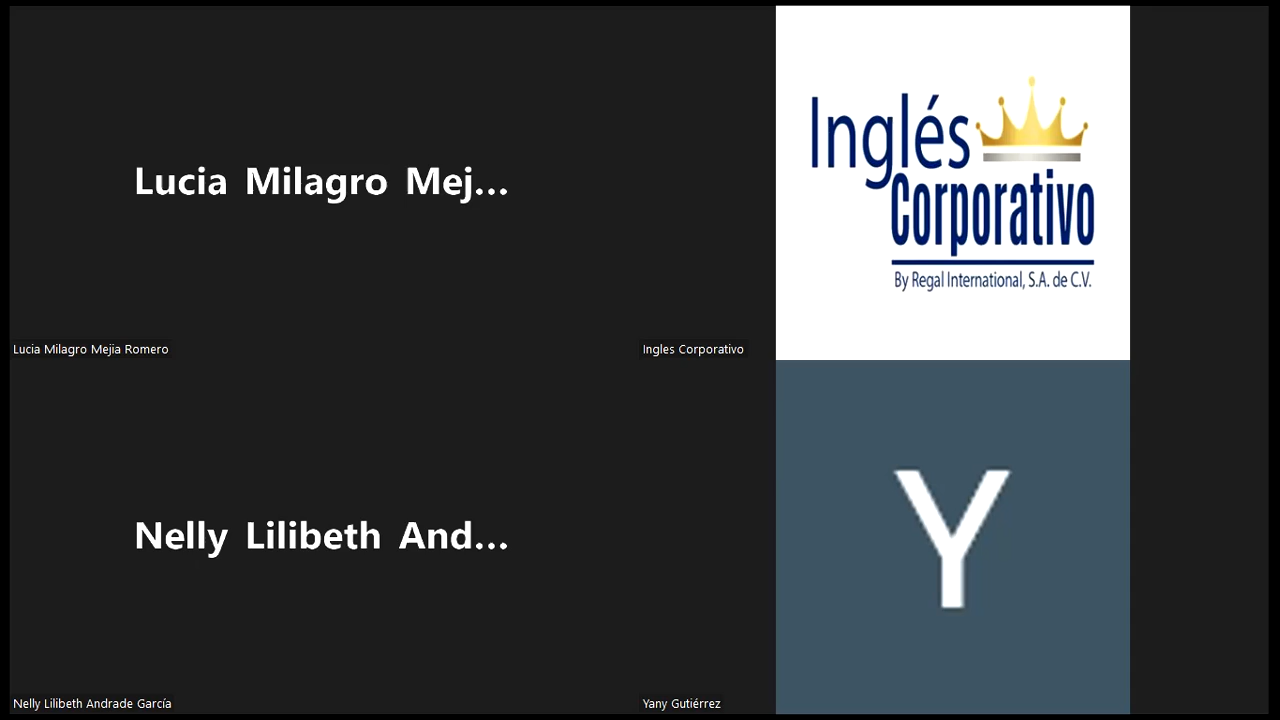 Lucia Milagro Mej...
Lucia Milagro Mejia Romero
Inglés
Corporativo
By Regal International, S.A. de C.V.
Ingles Corporativo
Nelly Lilibeth And...
Nelly Lilibeth Andrade García
Y
Yany Gutiérrez